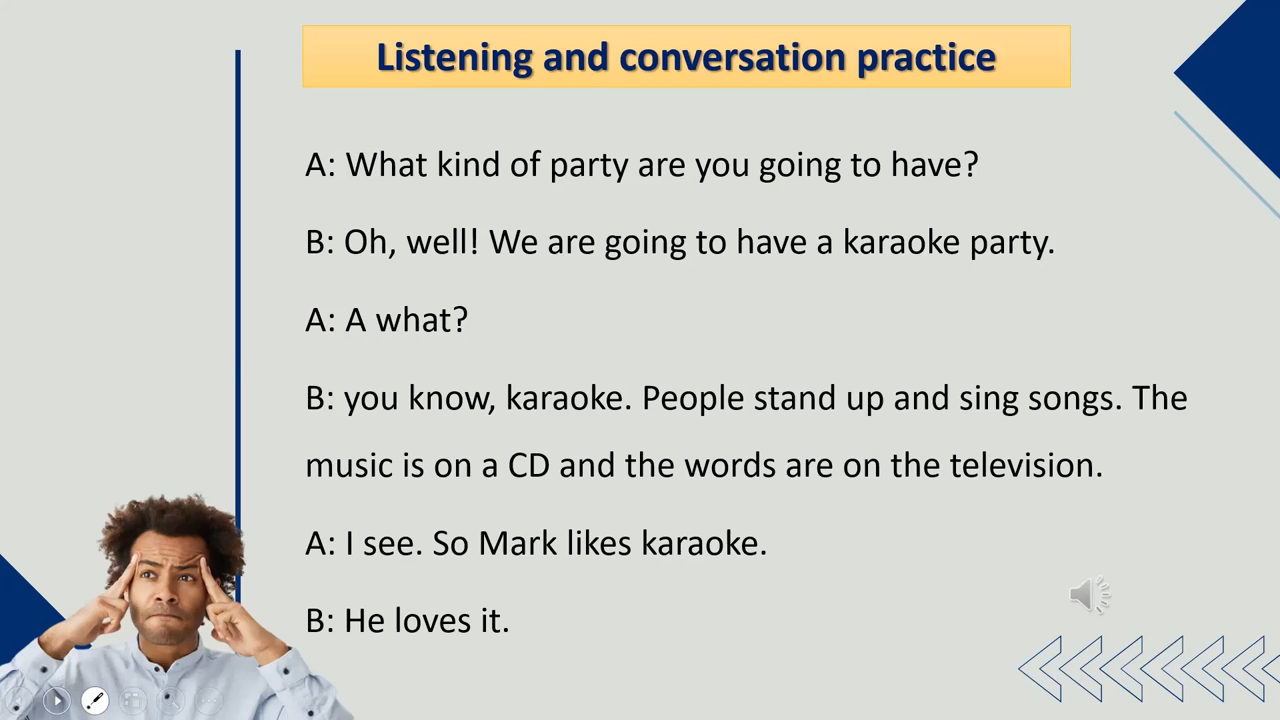 Listening and conversation practice
A: What kind of party are you going to have?
B: Oh, well! We are going to have a karaoke party.
A: A what?
B: you know, karaoke. People stand up and sing songs. The
music is on a CD and the words are on the television.
A: I see. So Mark likes karaoke.
B: He loves it.